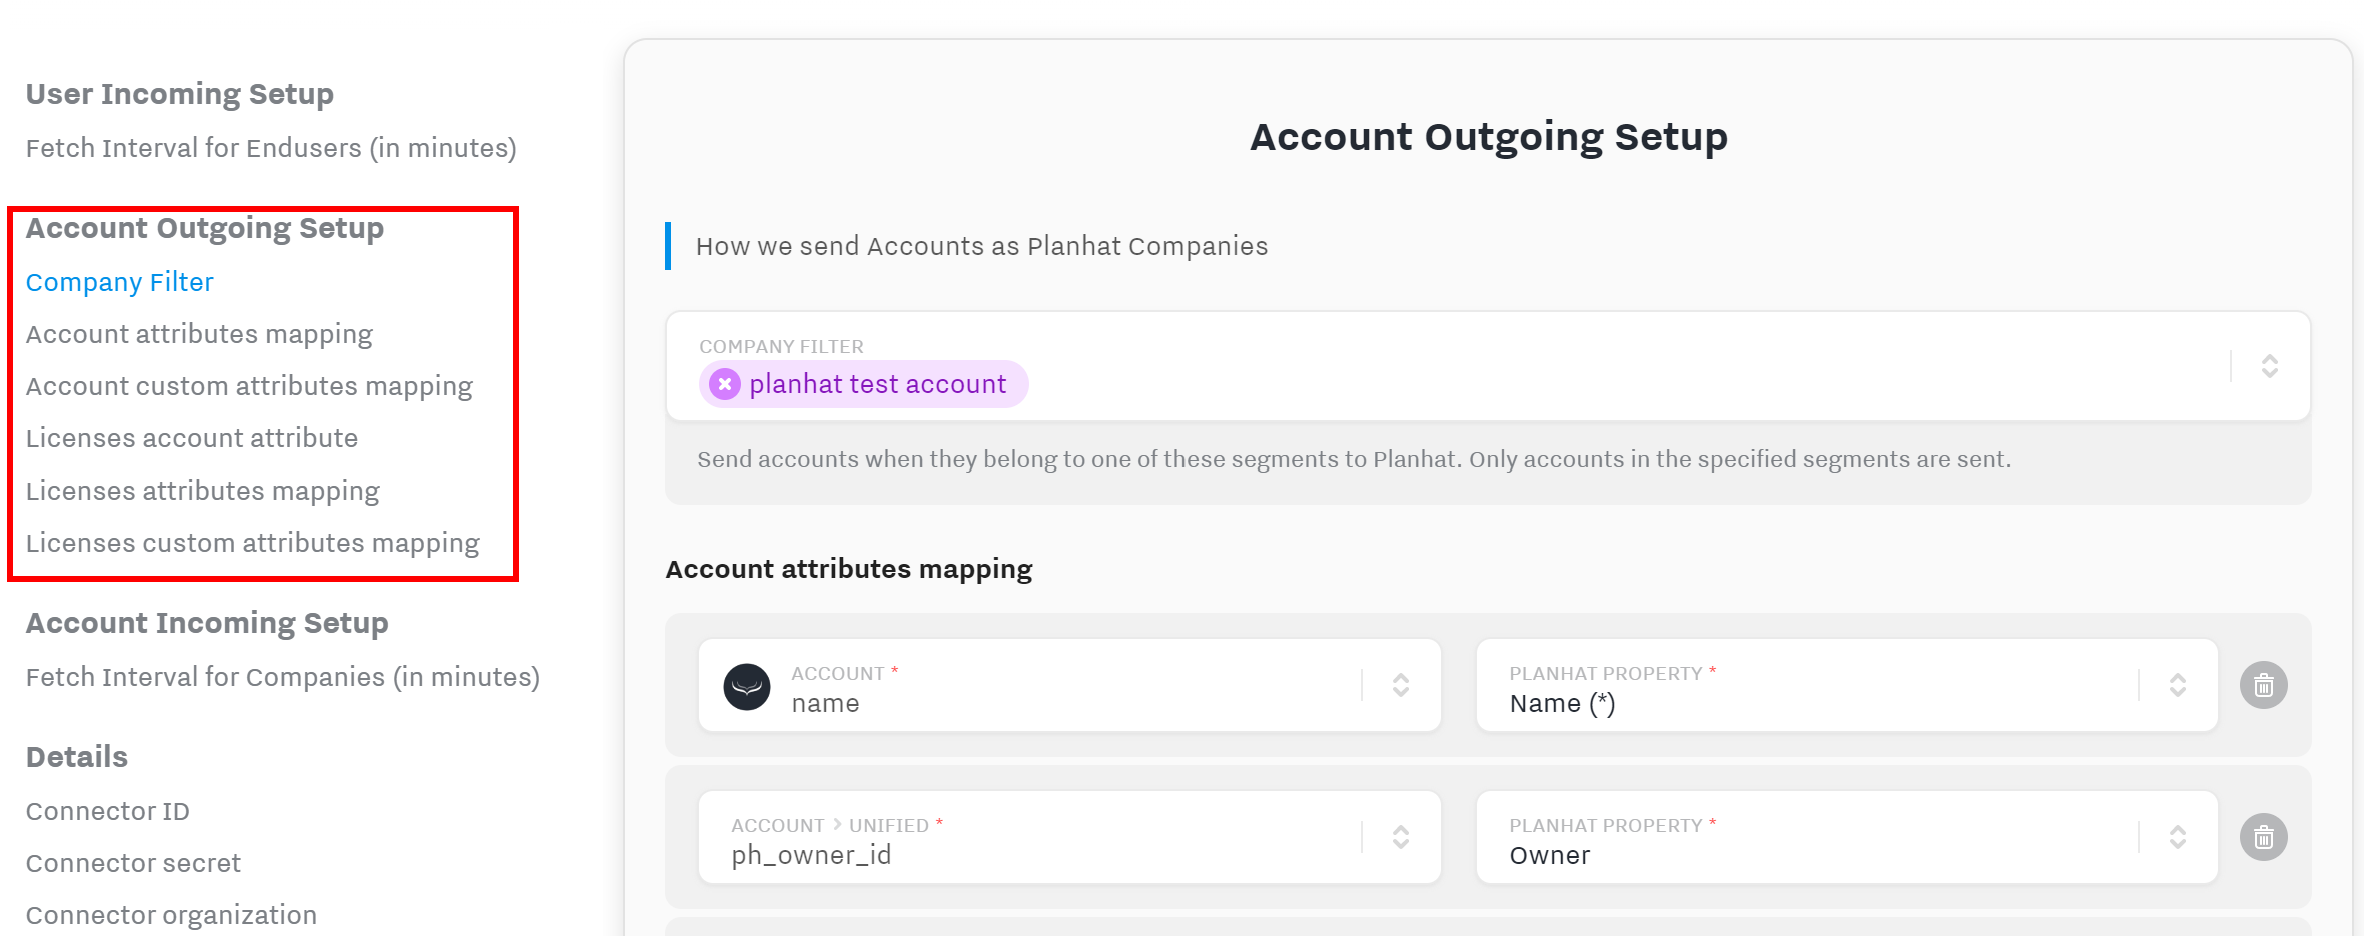 User Incoming Setup
Fetch Interval for Endusers (in minutes)
Account Outgoing Setup
Company Filter
Account attributes mapping
Account custom attributes mapping
Licenses account attribute
Licenses attributes mapping
Licenses custom attributes mapping
Account Incoming Setup
Fetch Interval for Companies (in minutes)
Details
Connector ID
Connector secret
Connector organization
Account Outgoing Setup
How we send Accounts as Planhat Companies
COMPANY FILTER
planhat test account
Send accounts when they belong to one of these segments to Planhat. Only accounts in the specified segments are sent.
Account attributes mapping
ACCOUNT *
name
PLANHAT PROPERTY *
Name (*)
ACCOUNT > UNIFIED *
ph_owner_id
PLANHAT PROPERTY *
Owner